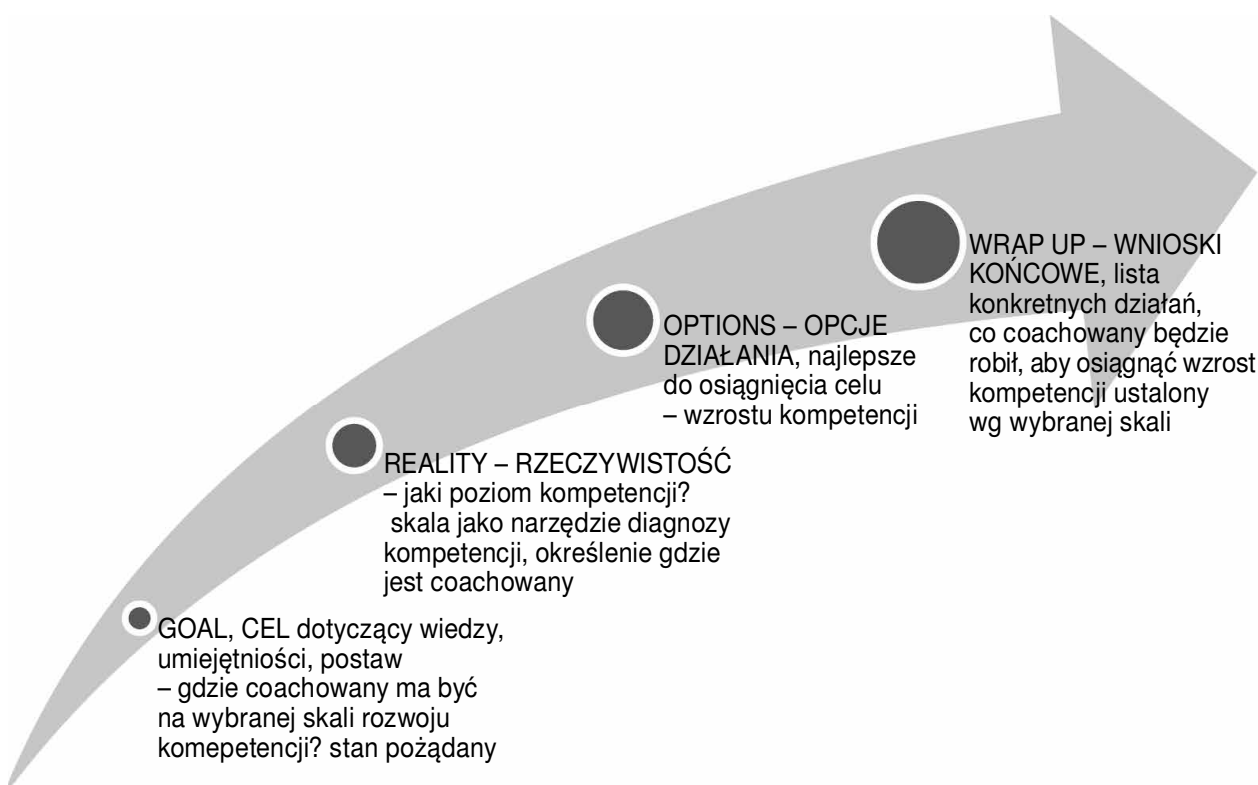 GOAL, CEL dotyczący wiedzy,
umiejętniości, postaw
– gdzie coachowany ma być
na wybranej skali rozwoju
komepetencji? stan pożądany
REALITY – RZECZYWISTOŚĆ
– jaki poziom kompetencji?
skala jako narzędzie diagnozy
kompetencji, określenie gdzie
jest coachowany
OPTIONS – OPCJE
DZIAŁANIA, najlepsze
do osiągnięcia celu
– wzrostu kompetencji
WRAP UP – WNIOSKI
KOŃCOWE, lista
konkretnych działań,
co coachowany będzie
robił, aby osiągnąć wzrost
kompetencji ustalony
wg wybranej skali